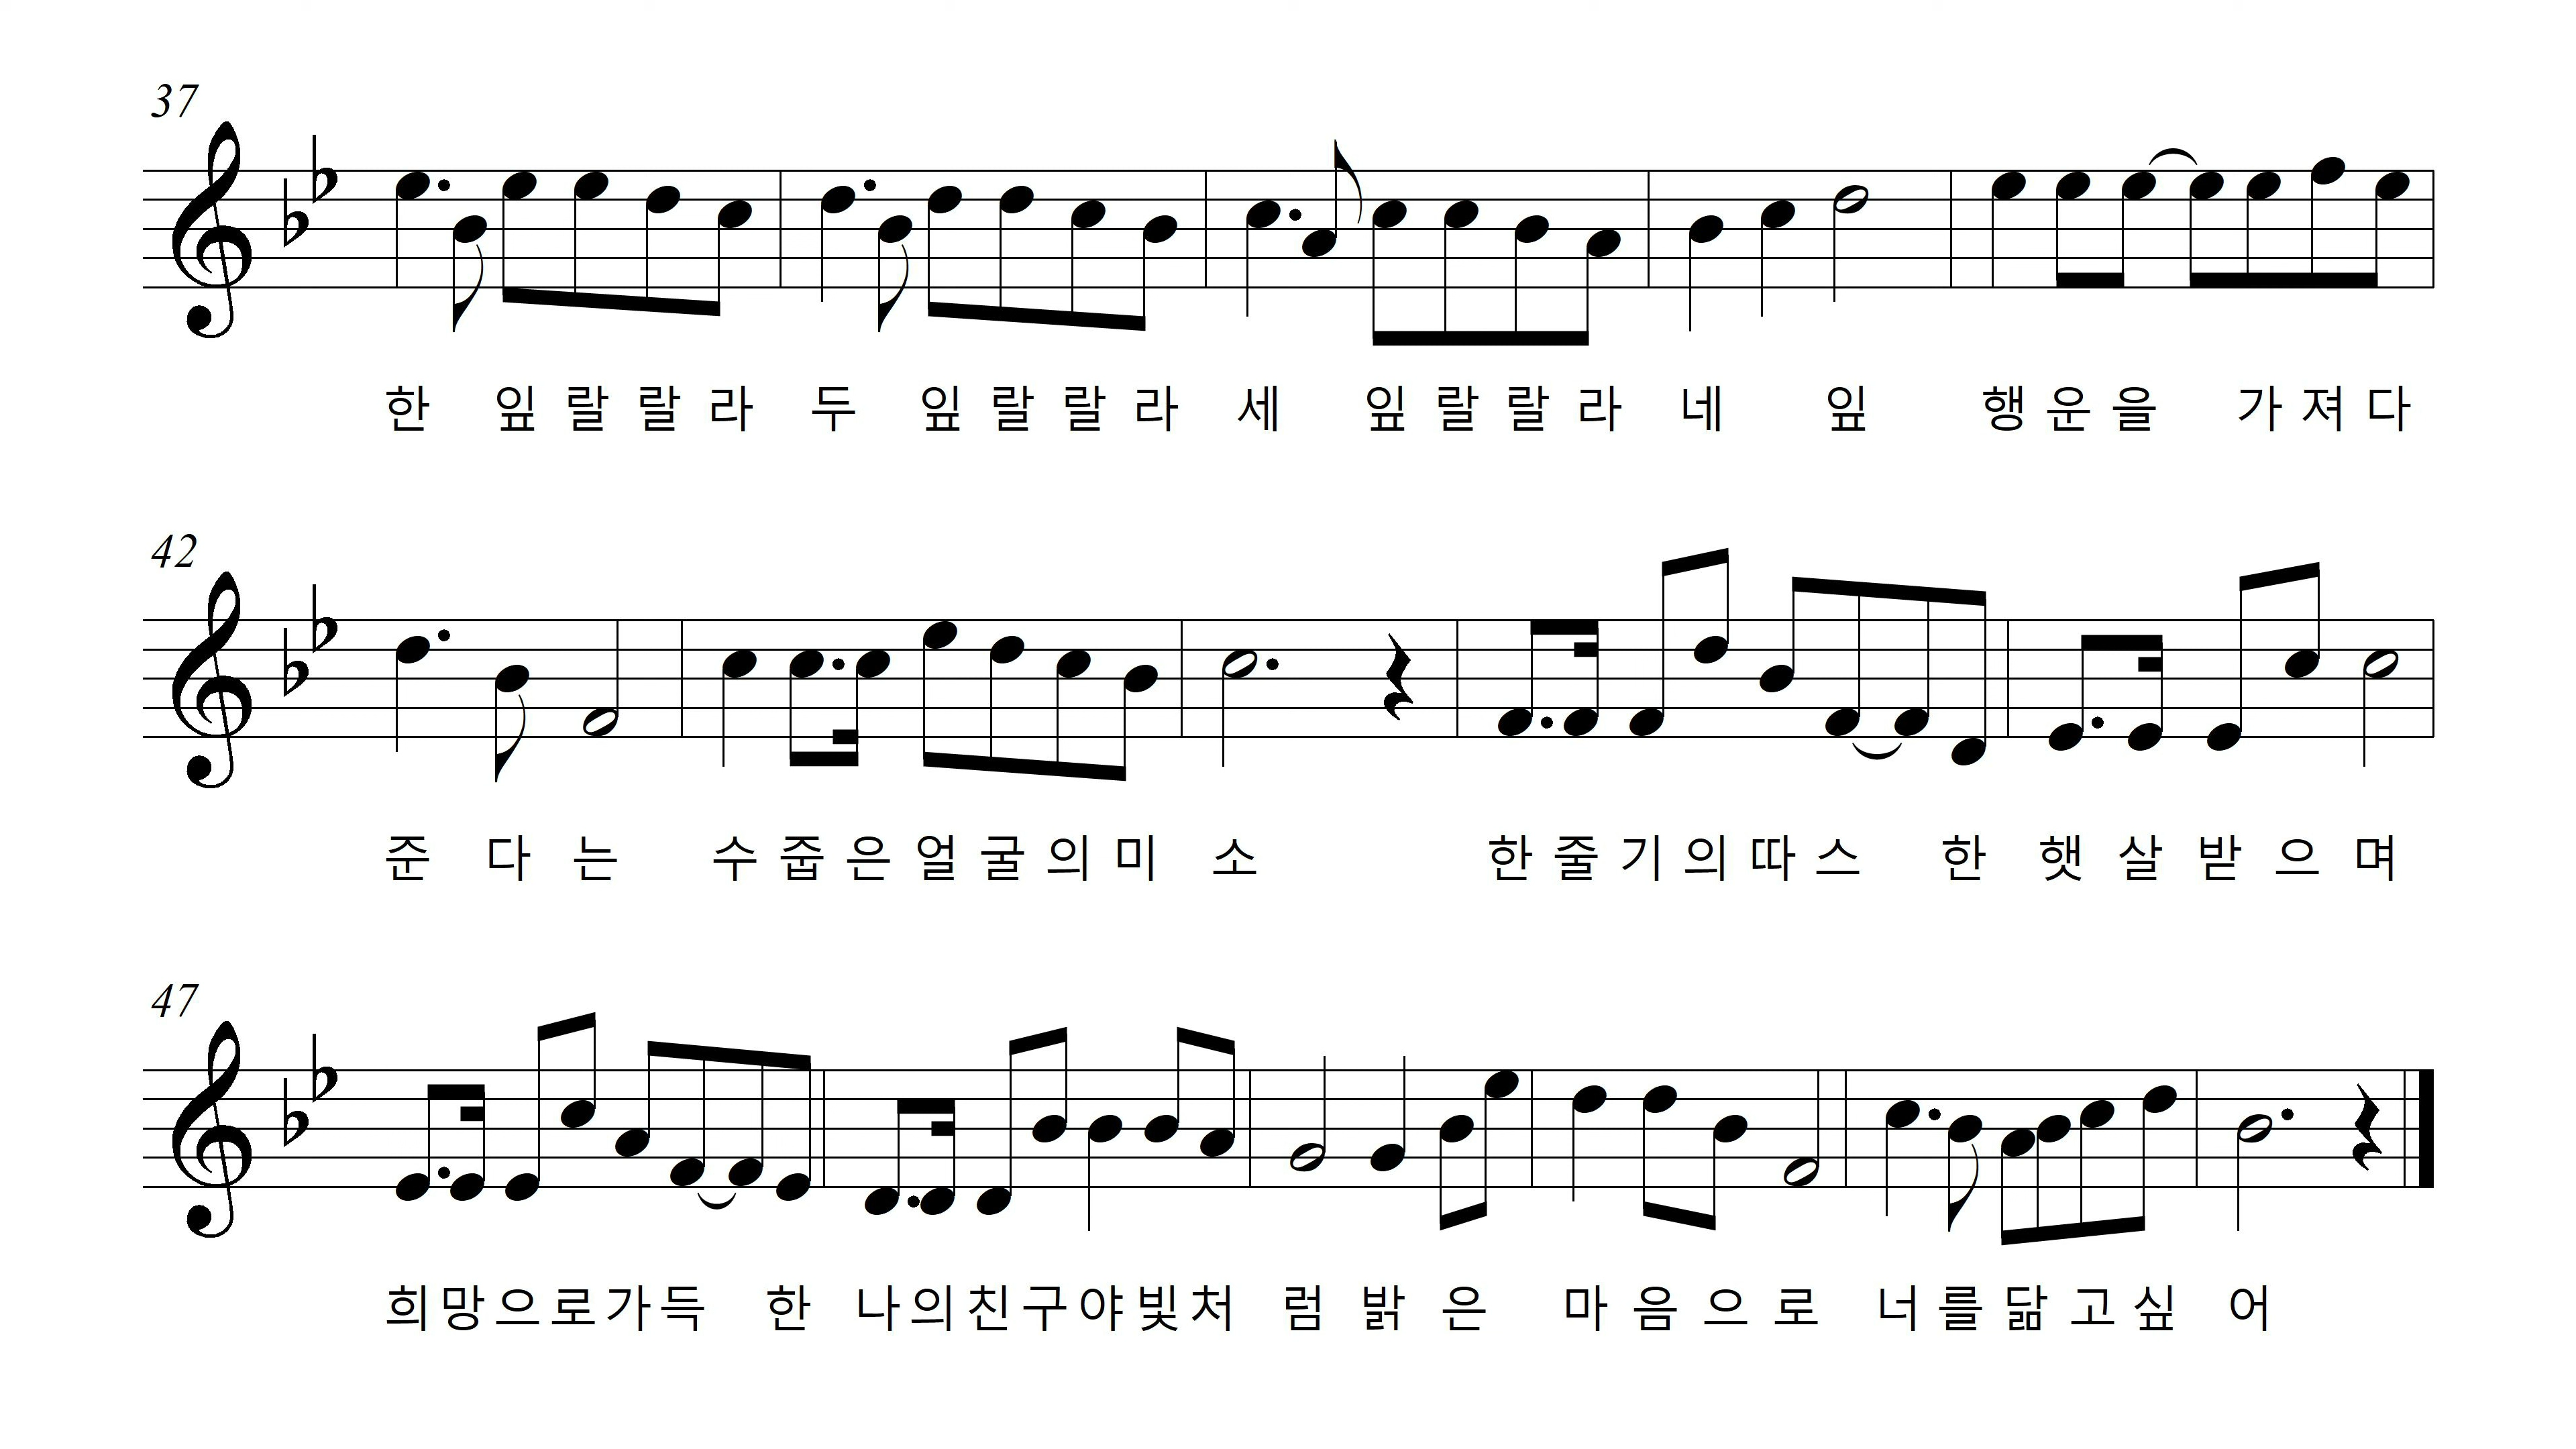 37
한 잎 랄 랄 라 두 잎 랄 랄 라 세 잎 랄 랄 라 네 잎 행 운 을 가 져 다
42
준 다 는 수 줍 은 얼 굴 의 미 소 한 줄 기 의 따 스 한 햇 살 받 으 며
47
희 망 으 로 가 득 한 나 의 친 구 야 빛 처 럼 밝 은 마 음 으 로 너 를 닮 고 싶 어